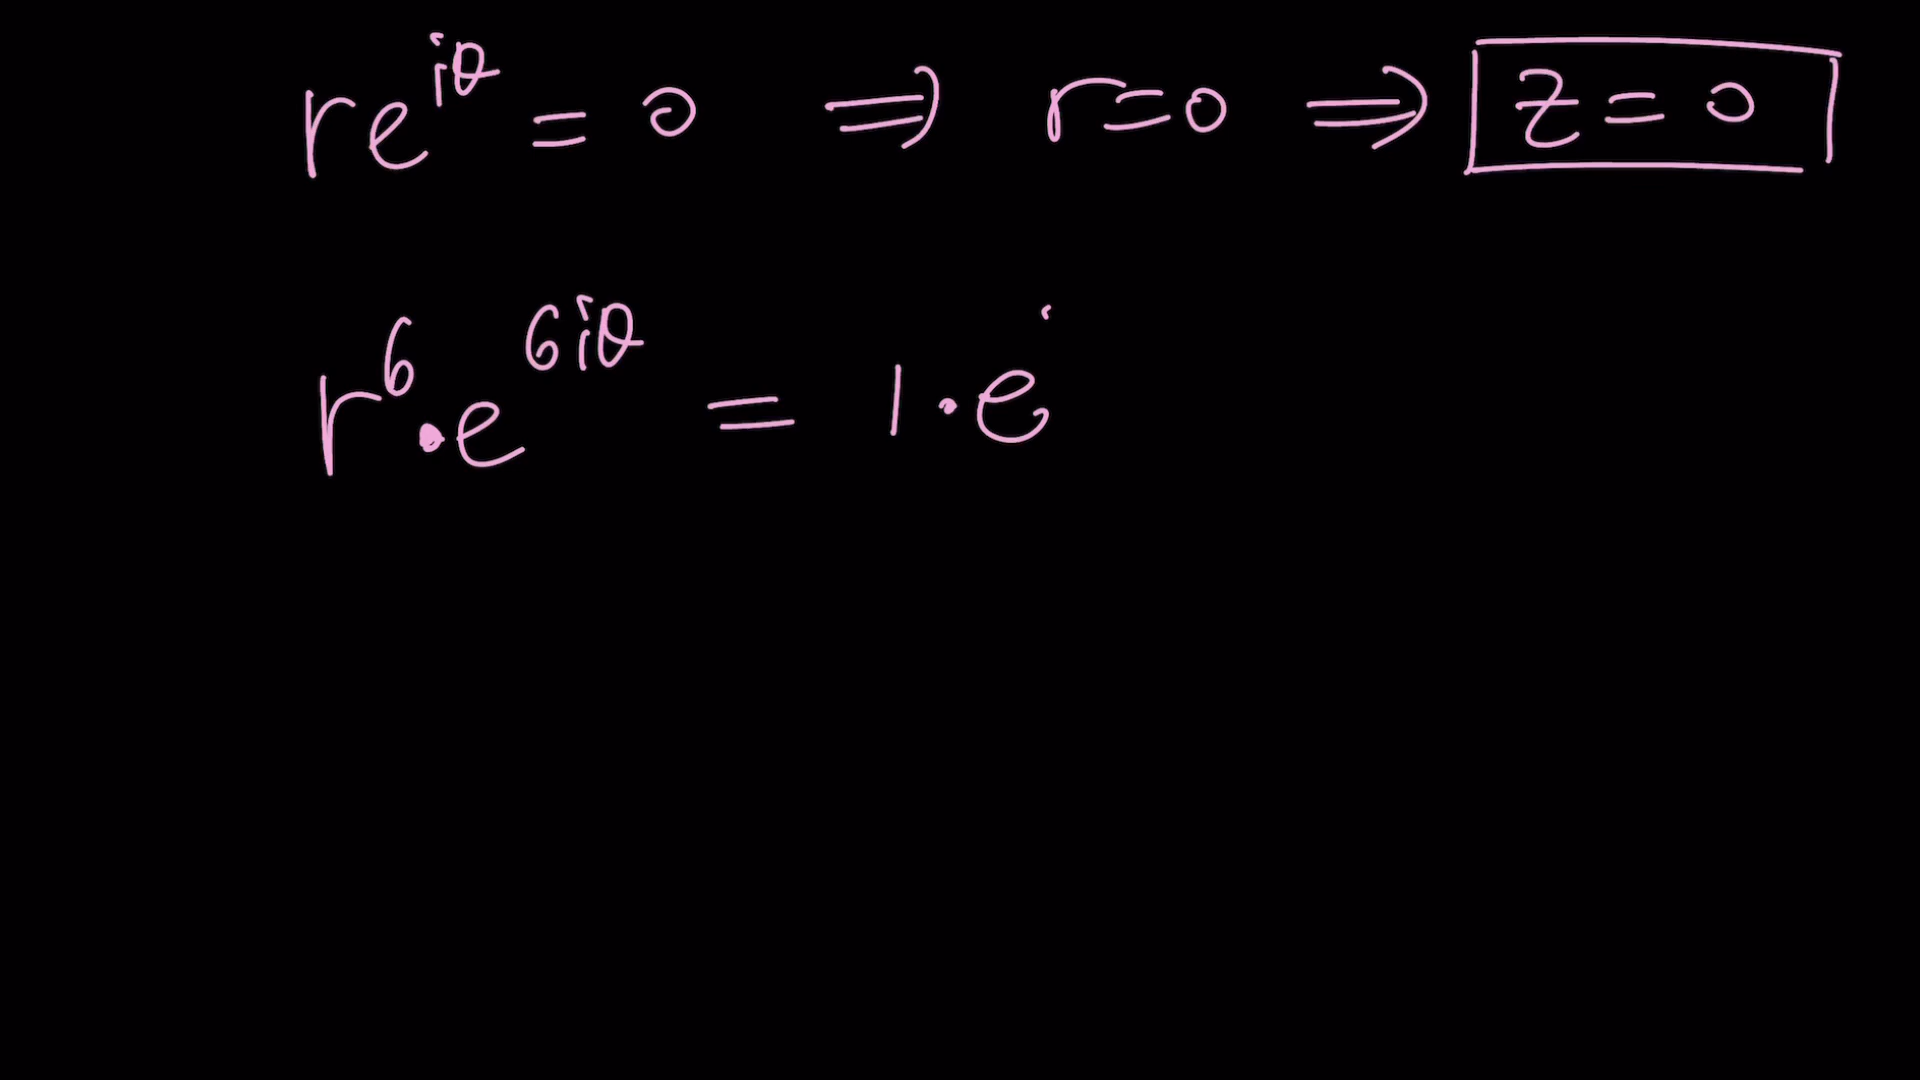 re^{iθ} = 0 ⇒ r=0 ⇒ z = 0
r^6 · e^{6iθ} = 1 · e